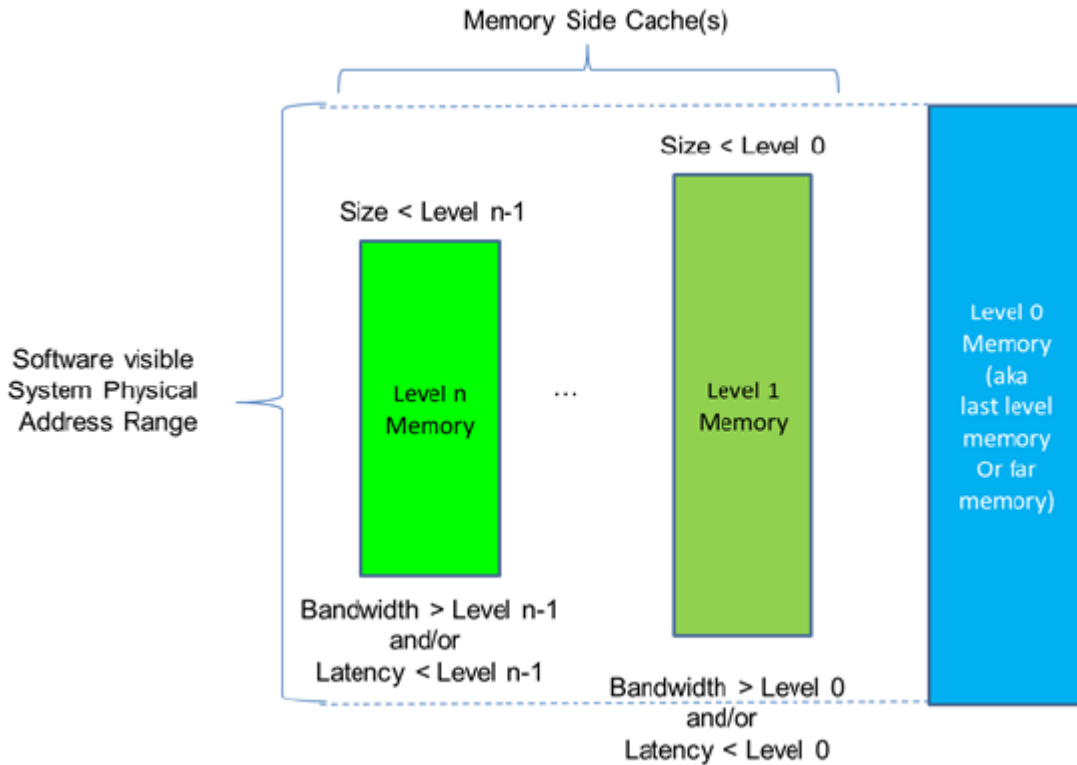 Memory Side Cache(s)
Size < Level 0
Size < Level n-1
Software visible
System Physical
Address Range
Level n
Memory
...
Level 1
Memory
Level 0
Memory
(aka
last level
memory
Or far
memory)
Bandwidth > Level n-1
and/or
Latency < Level n-1
Bandwidth > Level 0
and/or
Latency < Level 0